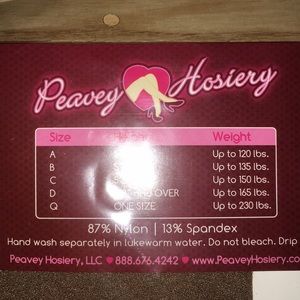 Peavey Hosiery
Size Weight
A Up to 120 lbs.
B Up to 135 lbs.
C Up to 150 lbs.
D OVER Up to 165 lbs.
Q ONE SIZE Up to 230 lbs.
87% Nylon | 13% Spandex
Hand wash separately in lukewarm water. Do not bleach. Drip
Peavey Hosiery, LLC ♥ 888.676.4242 ♥ www.PeaveyHosiery.co